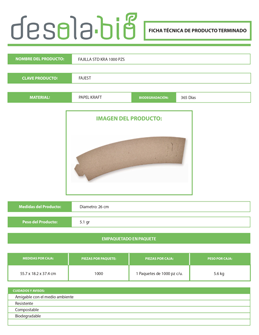 desola·bio
FICHA TÉCNICA DE PRODUCTO TERMINADO
NOMBRE DEL PRODUCTO: FAJILLA STD KRA 1000 PZS
CLAVE PRODUCTO: FAJEST
MATERIAL: PAPEL KRAFT BIODEGRADACIÓN: 365 Días
IMAGEN DEL PRODUCTO:
Medidas del Producto: Diametro: 26 cm
Peso del Producto: 5.1 gr
EMPAQUETADO EN PAQUETE
MEDIDAS POR CAJA: PIEZAS POR PAQUETE: PIEZAS POR CAJA: PESO POR CAJA:
55.7 x 18.2 x 37.4 cm 1000 1 Paquetes de 1000 pz c/u. 5.6 kg
CUIDADOS Y MANEJO:
Amigable con el medio ambiente
Resistente
Compostable
Biodegradable